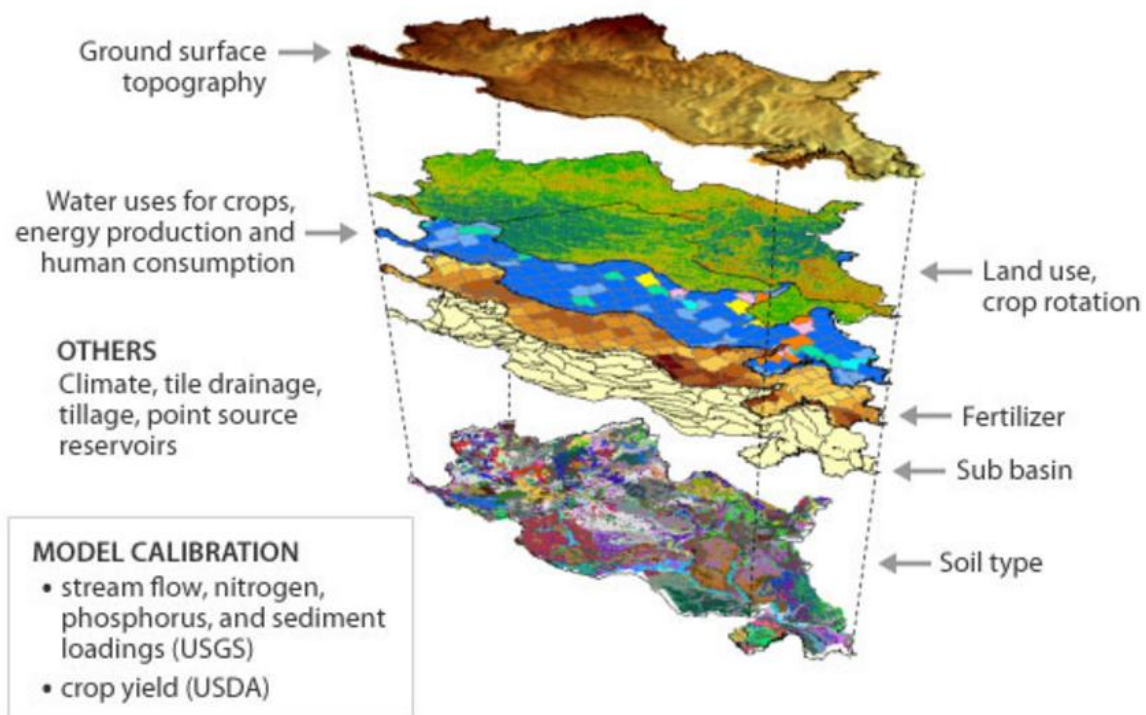 Ground surface
topography
Water uses for crops,
energy production and
human consumption
Land use,
crop rotation
OTHERS
Climate, tile drainage,
tillage, point source
reservoirs
Fertilizer
Sub basin
Soil type
MODEL CALIBRATION
• stream flow, nitrogen,
phosphorus, and sediment
loadings (USGS)
• crop yield (USDA)